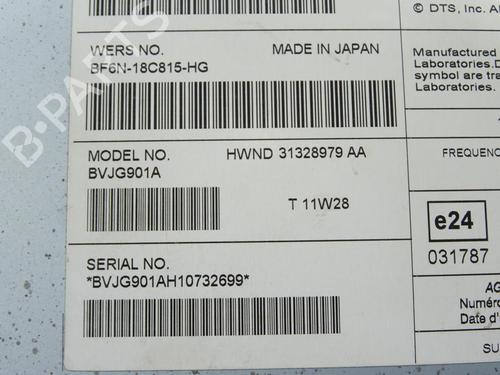 © DTS, Inc. Al
WERS NO. MADE IN JAPAN
BF6N-18C815-HG
Manufactured
Laboratories.D
symbol are tra
Laboratories.
MODEL NO. HWND 31328979 AA
BVJG901A
FREQUENC
T 11W28
e24
031787
SERIAL NO.
*BVJG901AH10732699*
AG
Numéro
Date d'
SU
B-PARTS